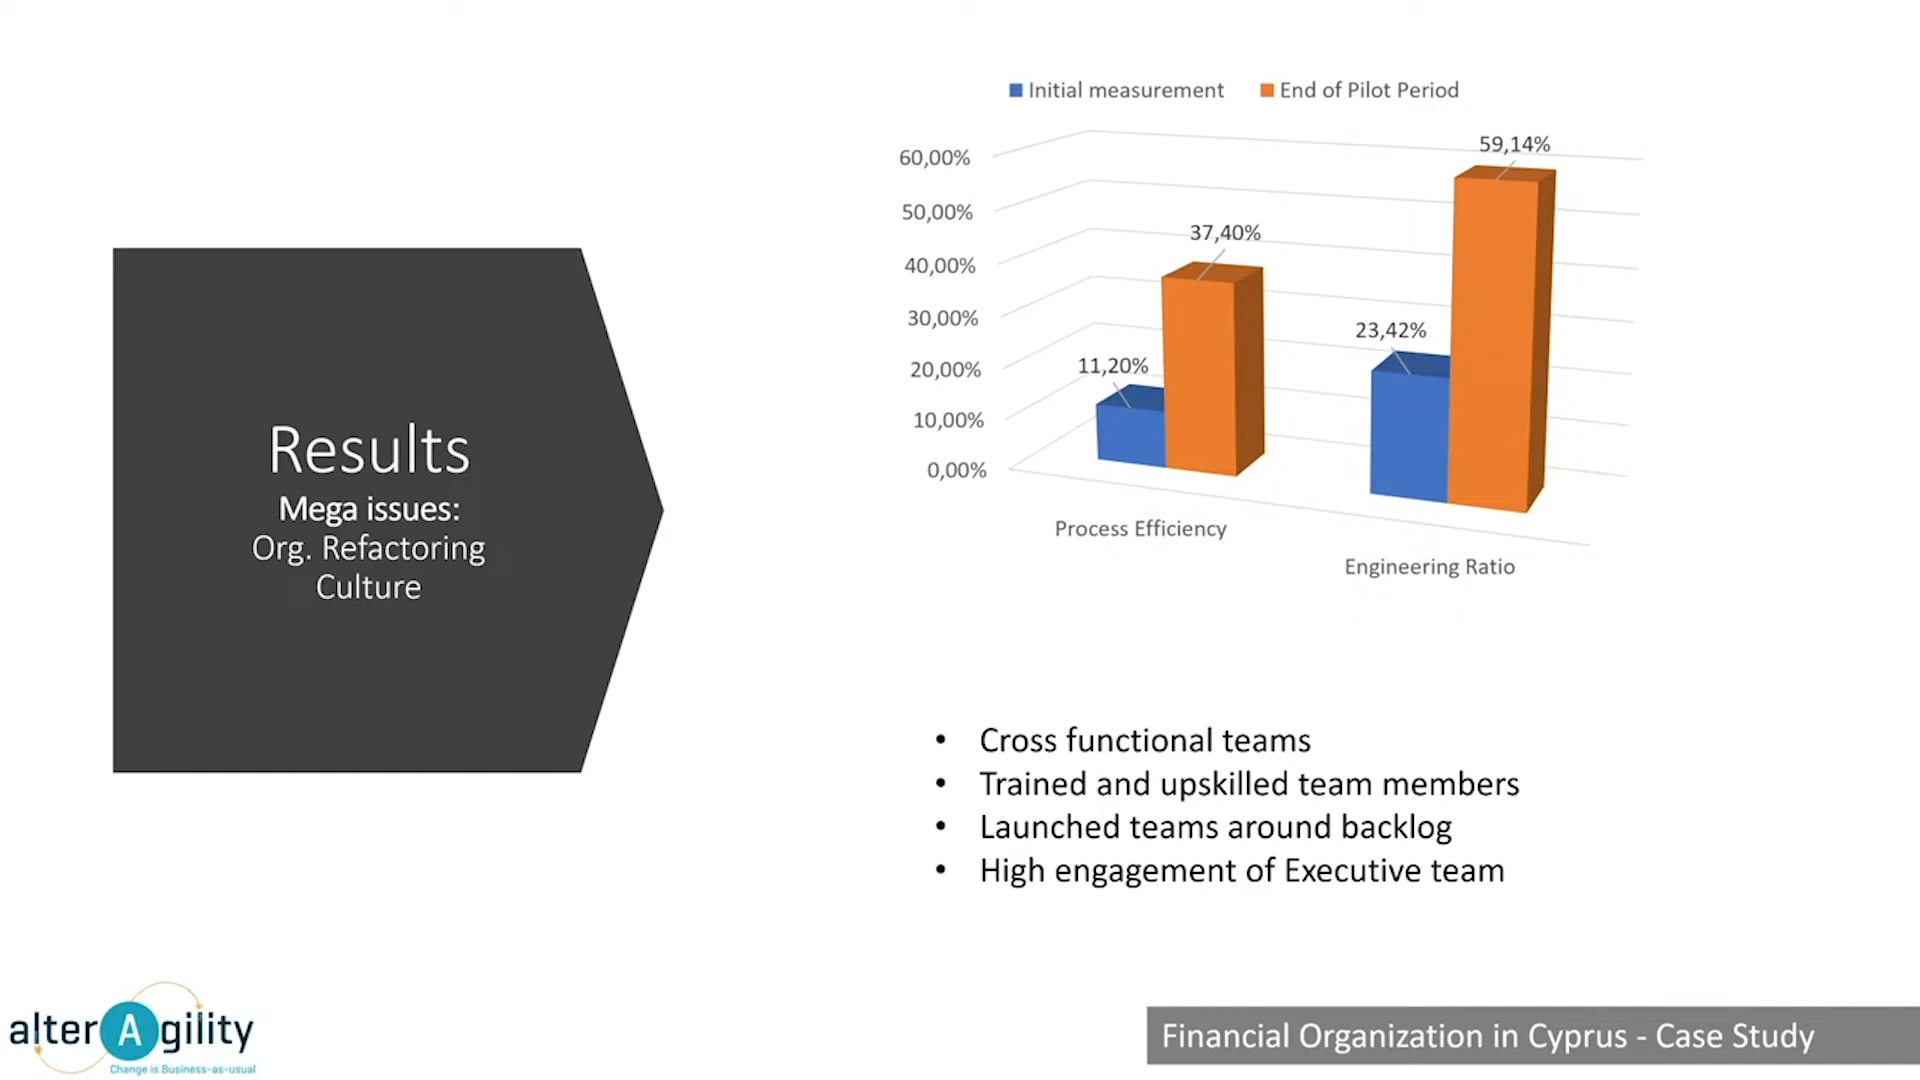 Results
Mega issues:
Org. Refactoring
Culture
Initial measurement
End of Pilot Period
60,00%
50,00%
40,00%
30,00%
20,00%
10,00%
0,00%
11,20%
37,40%
23,42%
59,14%
Process Efficiency
Engineering Ratio
• Cross functional teams
• Trained and upskilled team members
• Launched teams around backlog
• High engagement of Executive team
alterAgility
Change is Business-as-usual
Financial Organization in Cyprus - Case Study